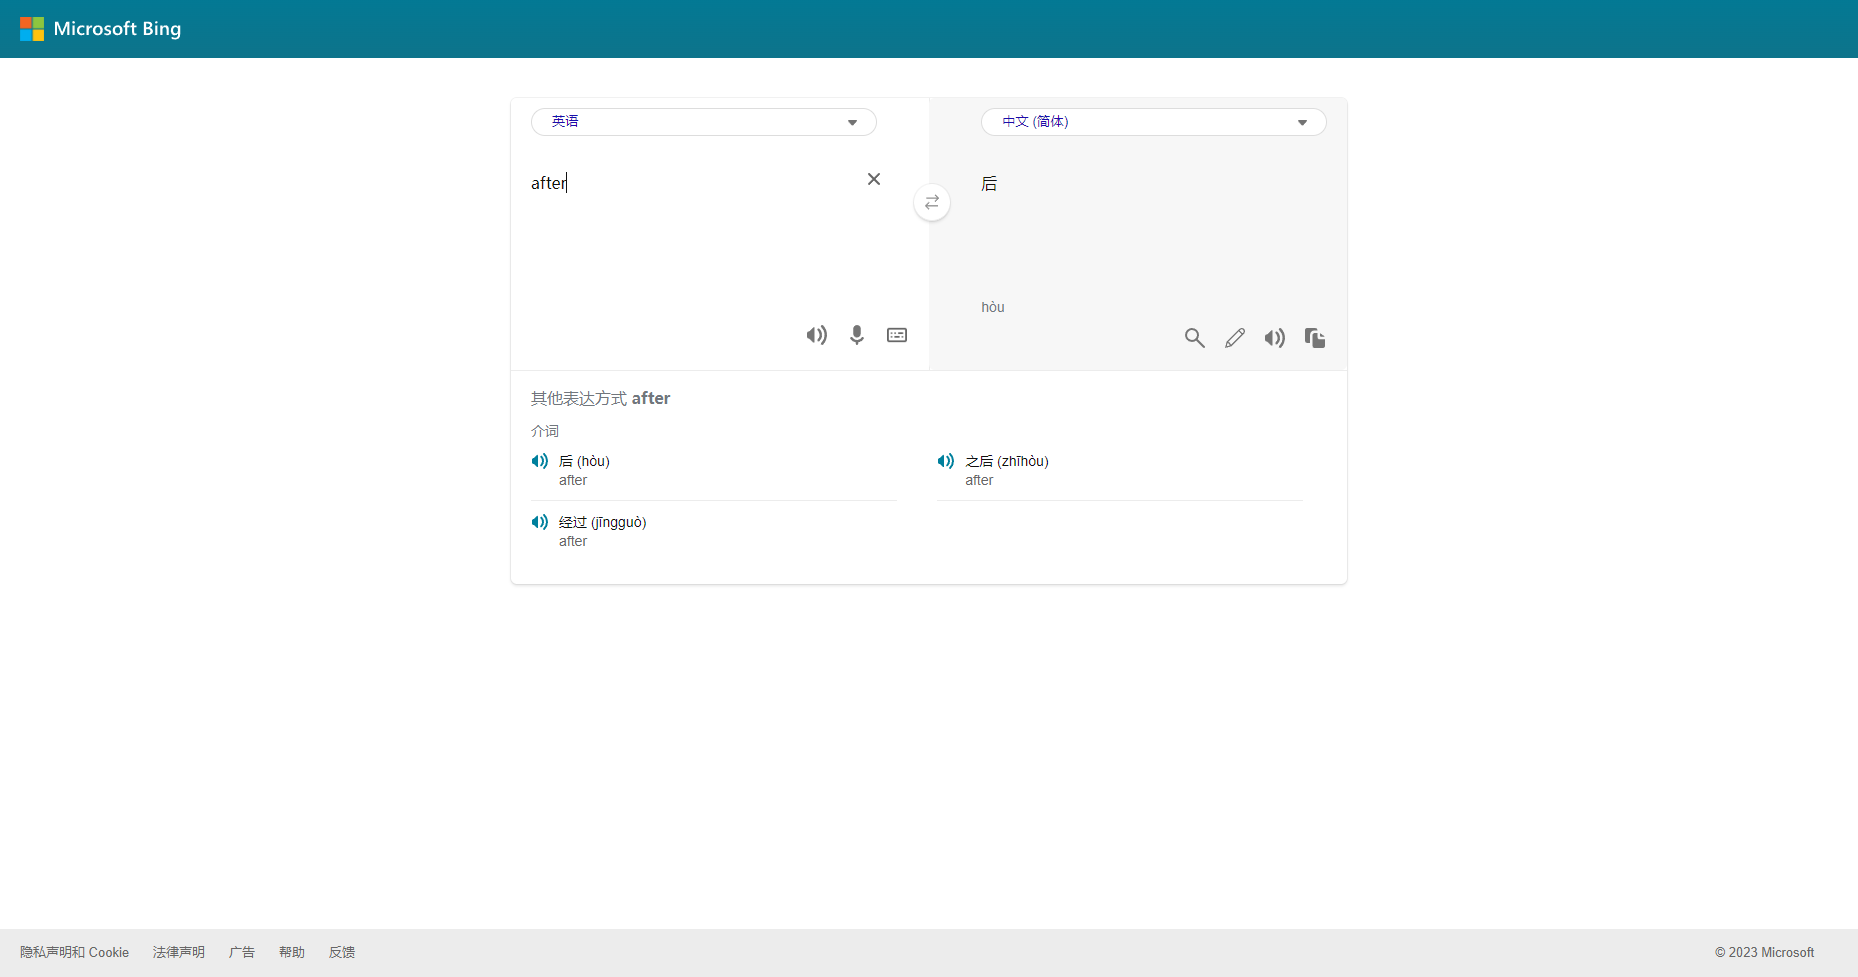 Microsoft Bing
英语
中文 (简体)
after
后
hòu
其他表达方式 after
介词
后 (hòu)
after
之后 (zhīhòu)
after
经过 (jīngguò)
after
隐私声明和 Cookie 法律声明 广告 帮助 反馈 © 2023 Microsoft